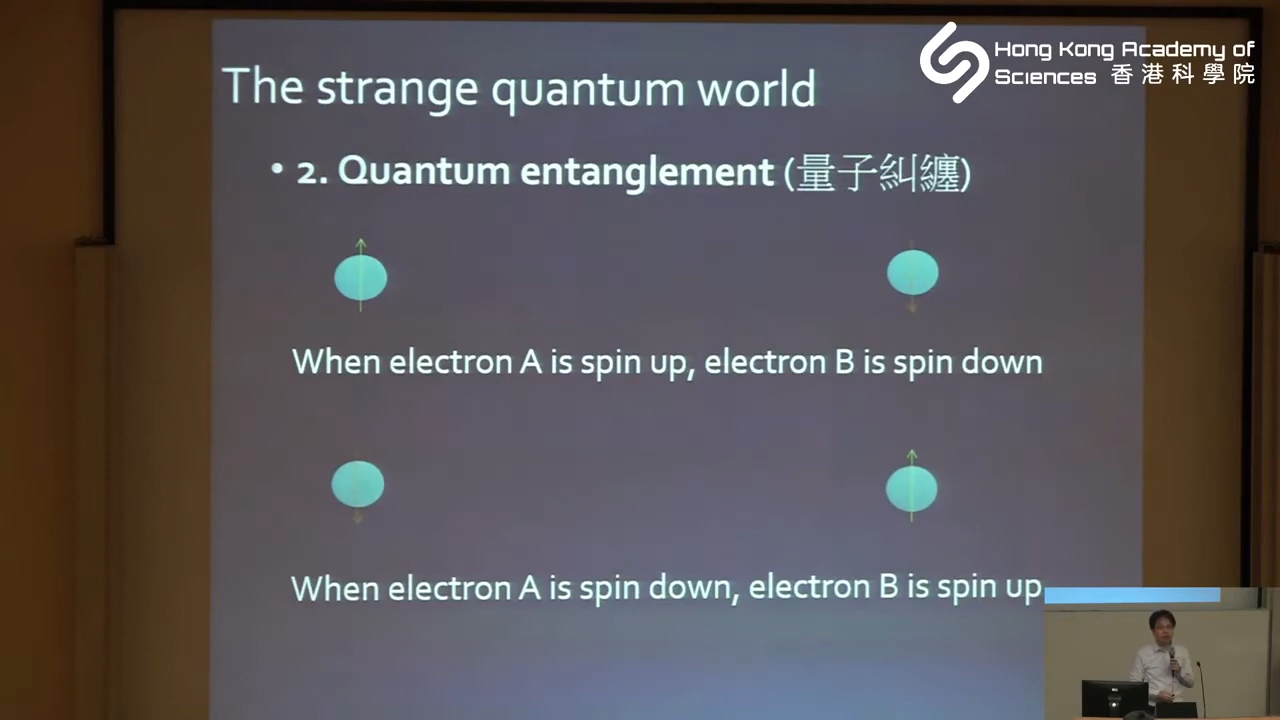 Hong Kong Academy of
Sciences 香港科學院
The strange quantum world
• 2. Quantum entanglement (量子糾纏)
When electron A is spin up, electron B is spin down
When electron A is spin down, electron B is spin up